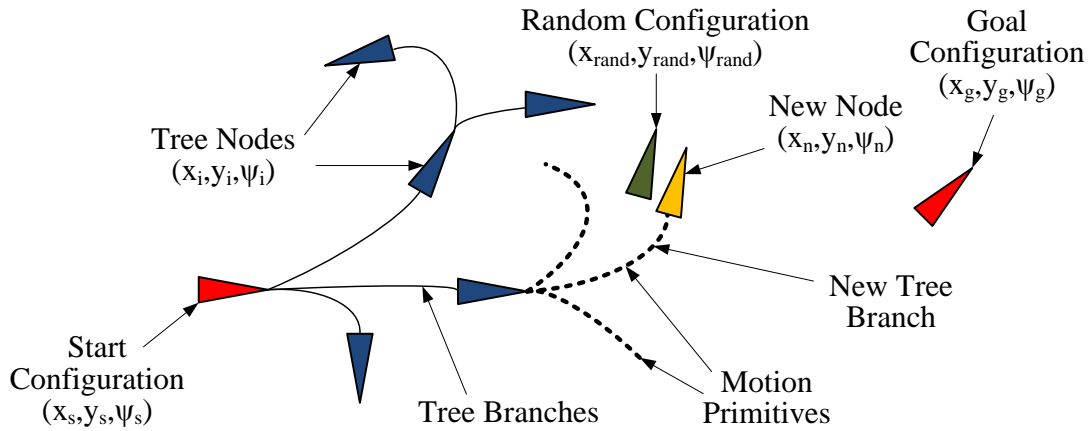 Random Configuration
(x_rand,y_rand,ψ_rand)
Goal
Configuration
(x_g,y_g,ψ_g)
New Node
(x_n,y_n,ψ_n)
Tree Nodes
(x_i,y_i,ψ_i)
New Tree
Branch
Start
Configuration
(x_s,y_s,ψ_s)
Tree Branches
Motion
Primitives